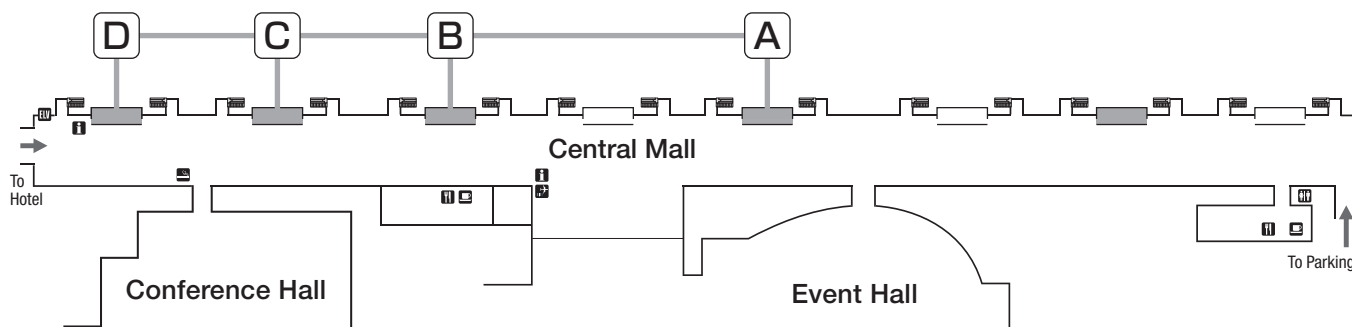 D
C
B
A
Central Mall
To
Hotel
Conference Hall
Event Hall
To Parking